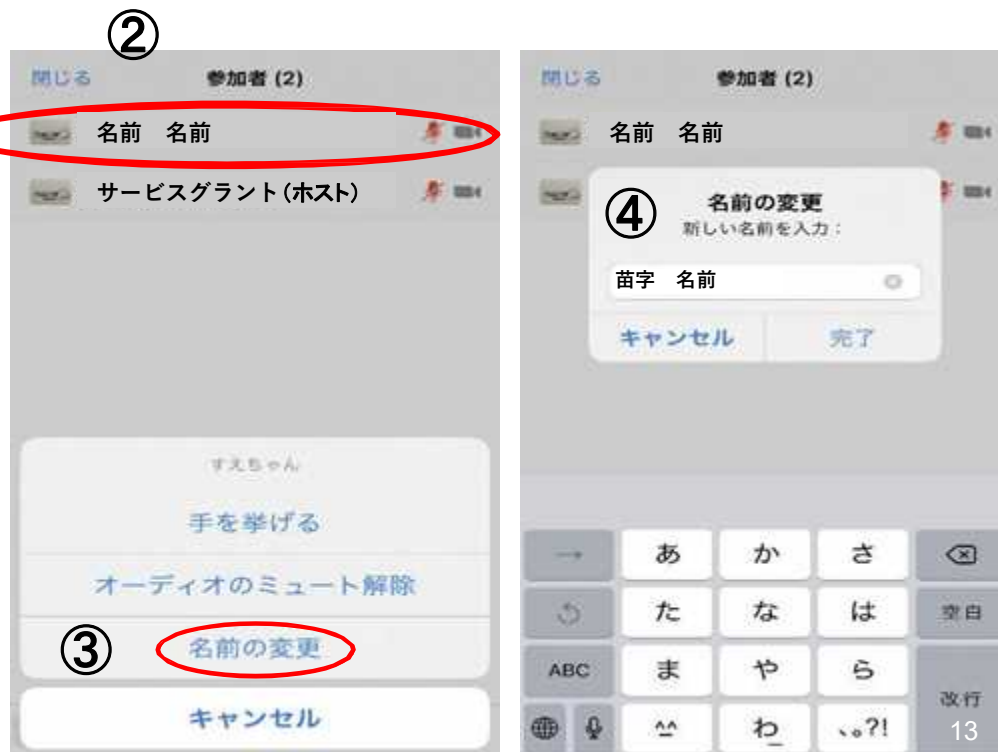 ②
閉じる 参加者 (2)
名前 名前
サービスグラント(ホスト)
すえちゃん
手を挙げる
オーディオのミュート解除
③ 名前の変更
キャンセル
閉じる 参加者 (2)
名前 名前
④ 名前の変更
新しい名前を入力：
苗字 名前
キャンセル 完了
→ あ か さ
た な は 空白
ABC ま や ら
改行
^^ わ 、。?!
13